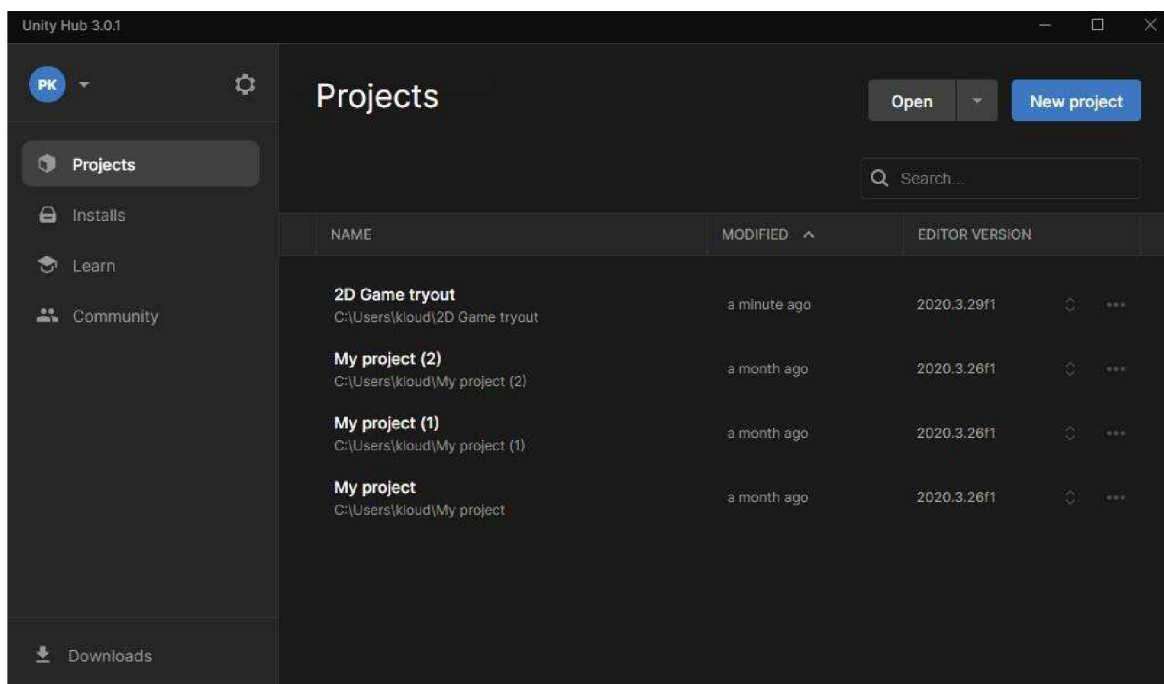 Unity Hub 3.0.1
PK
Projects
Open
New project
Projects
Search...
Installs
NAME MODIFIED EDITOR VERSION
Learn
2D Game tryout
C:\Users\kloud\2D Game tryout
a minute ago 2020.3.29f1
Community
My project (2)
C:\Users\kloud\My project (2)
a month ago 2020.3.26f1
My project (1)
C:\Users\kloud\My project (1)
a month ago 2020.3.26f1
My project
C:\Users\kloud\My project
a month ago 2020.3.26f1
Downloads